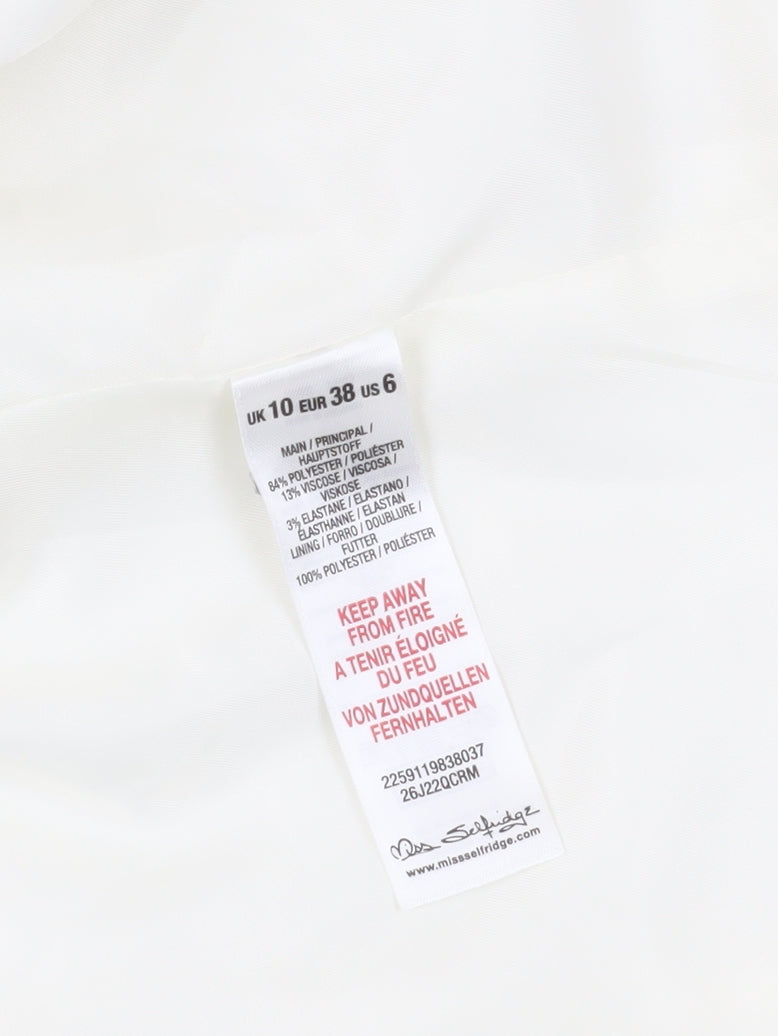 UK 10 EUR 38 US 6
MAIN / PRINCIPAL /
HAUPTSTOFF
84% POLYESTER / POLIÉSTER
13% VISCOSE / VISCOSA /
VISKOSE
3% ELASTANE / ELASTANO /
ÉLASTHANNE / ELASTAN
LINING / FORRO / DOUBLURE /
FUTTER
100% POLYESTER / POLIÉSTER
KEEP AWAY
FROM FIRE
A TENIR ÉLOIGNÉ
DU FEU
VON ZUNDQUELLEN
FERNHALTEN
2259119838037
26J22QCRM
Miss Selfridge
www.missselfridge.com